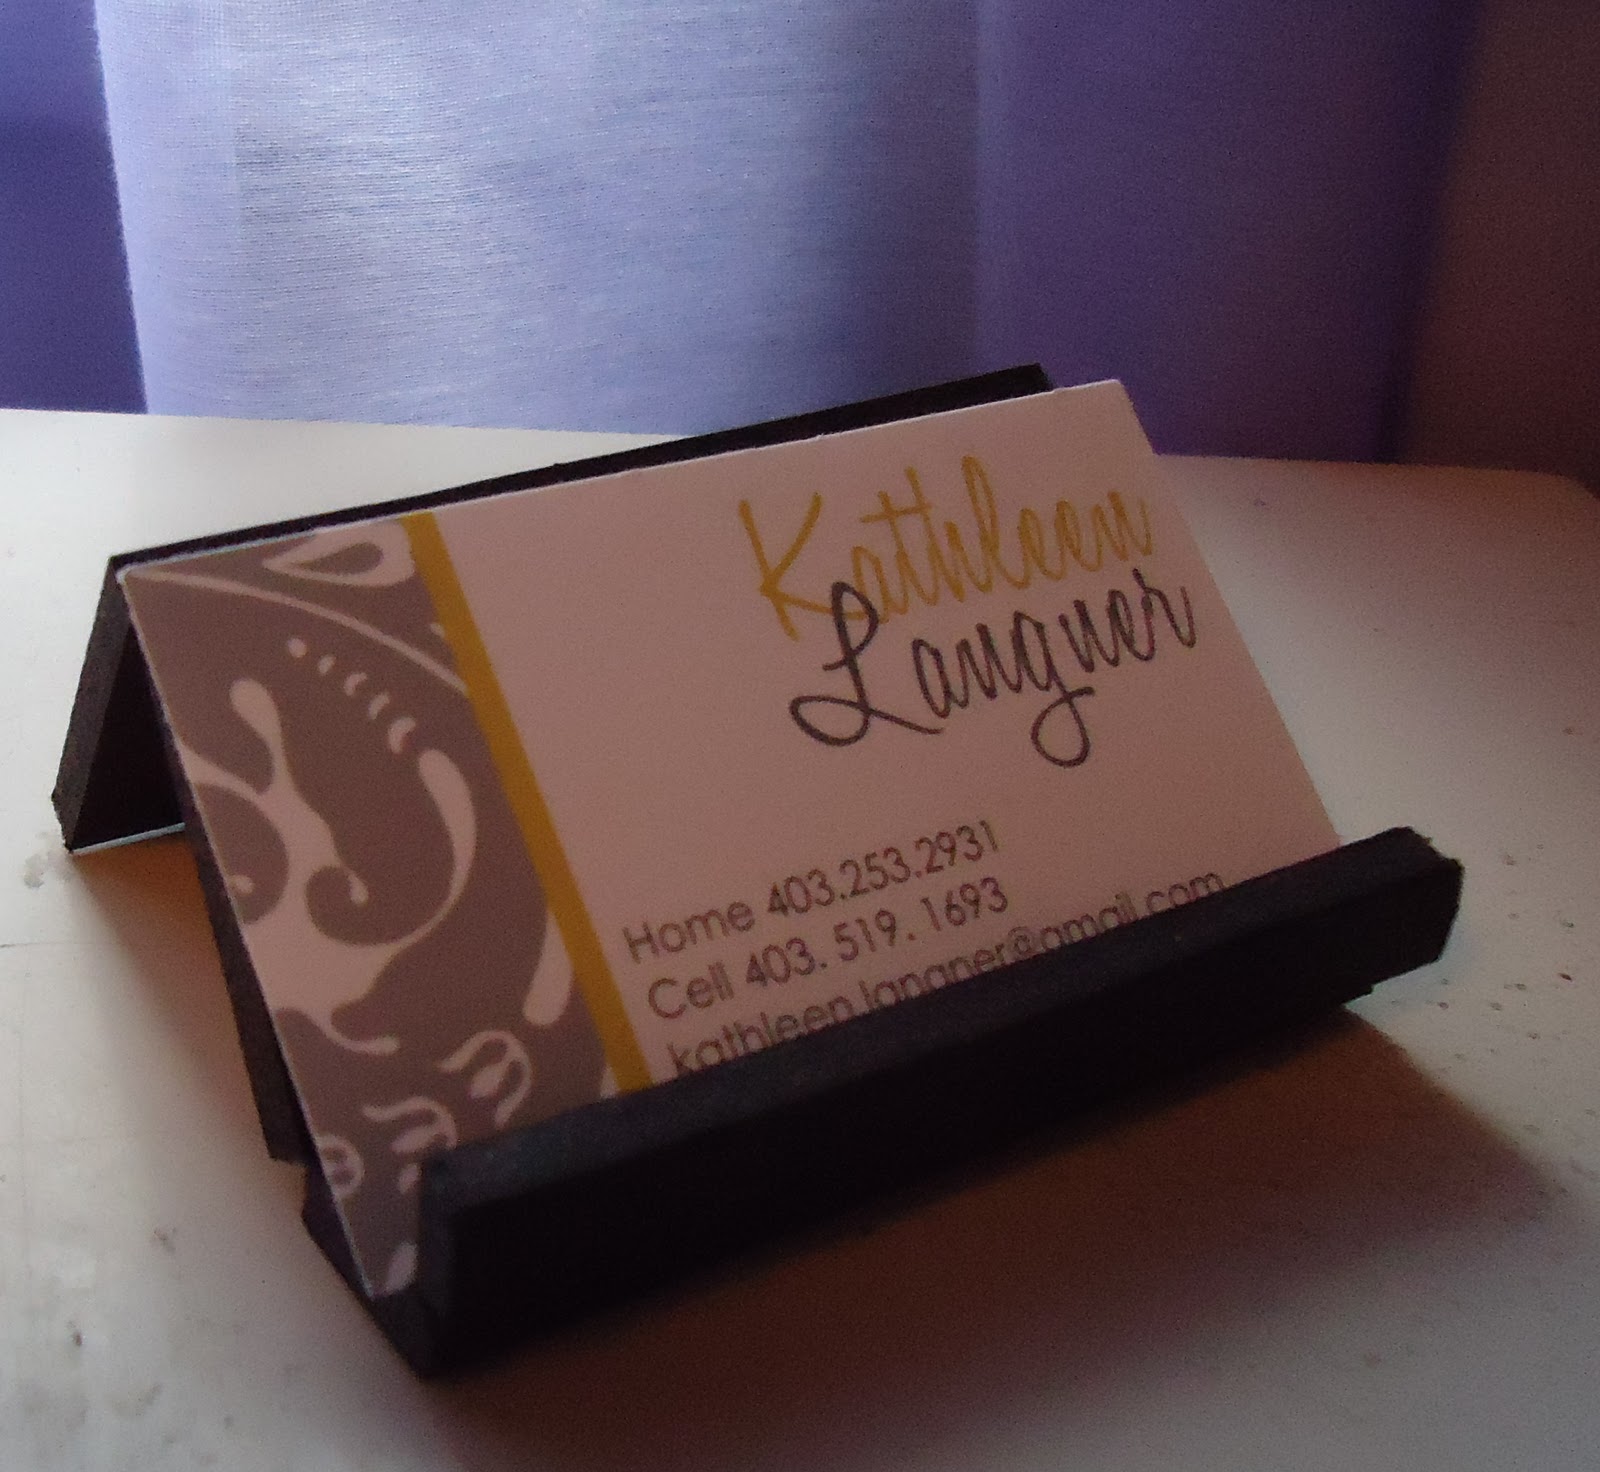 Kathleen
Langner
Home 403.253.2931
Cell 403. 519. 1693
kathleen.langner@gmail.com